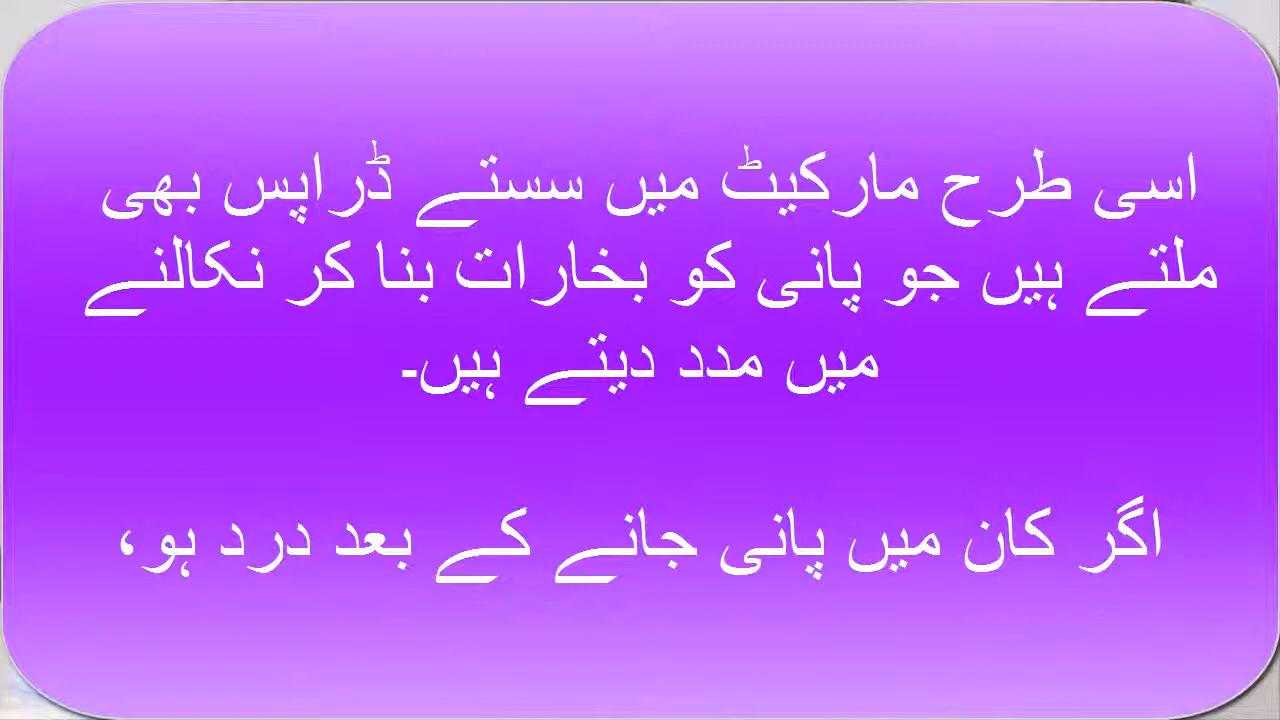 اسی طرح مارکیٹ میں سستے ڈراپس بھی
ملتے ہیں جو پانی کو بخارات بنا کر نکالنے
میں مدد دیتے ہیں۔
اگر کان میں پانی جانے کے بعد درد ہو،